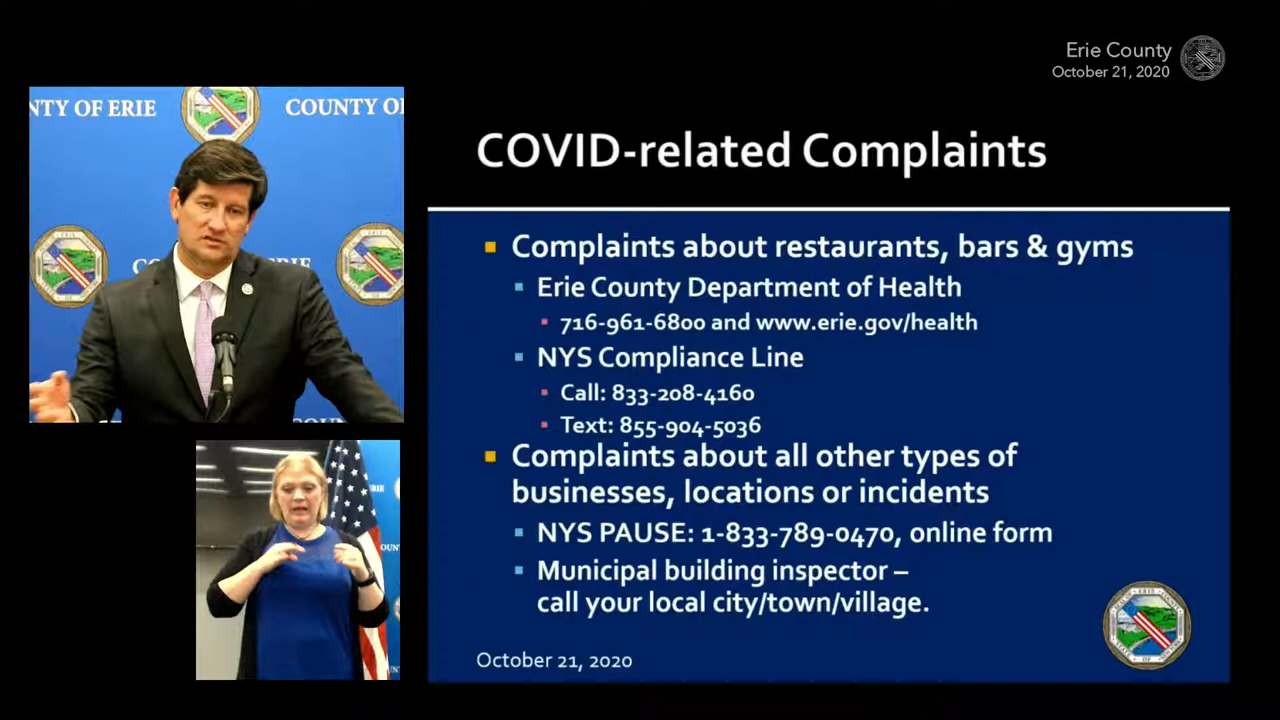 Erie County
October 21, 2020
NTY OF ERIE
COUNTY O
COVID-related Complaints
Complaints about restaurants, bars & gyms
Erie County Department of Health
716-961-6800 and www.erie.gov/health
NYS Compliance Line
Call: 833-208-4160
Text: 855-904-5036
Complaints about all other types of
businesses, locations or incidents
NYS PAUSE: 1-833-789-0470, online form
Municipal building inspector –
call your local city/town/village.
October 21, 2020